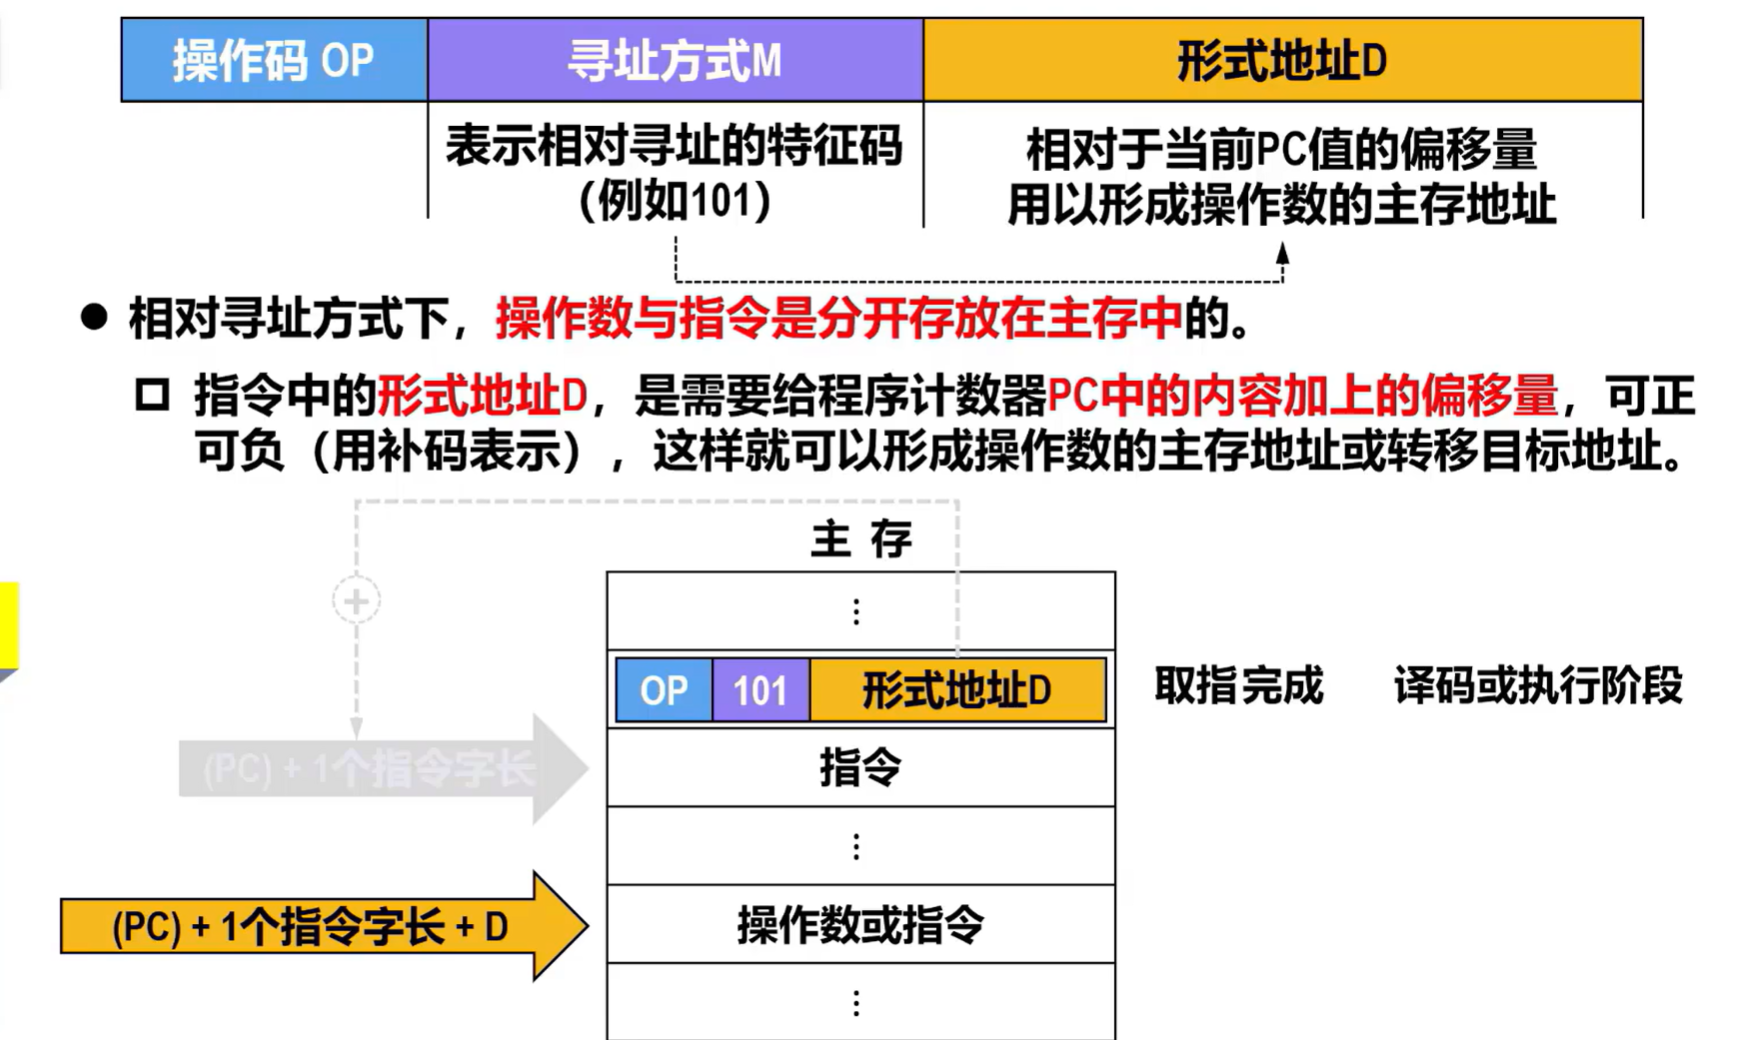 操作码 OP
寻址方式M
形式地址D
表示相对寻址的特征码
（例如101）
相对于当前PC值的偏移量
用以形成操作数的主存地址
● 相对寻址方式下，操作数与指令是分开存放在主存中的。
指令中的形式地址D，是需要给程序计数器PC中的内容加上的偏移量，可正
可负（用补码表示），这样就可以形成操作数的主存地址或转移目标地址。
主 存
+
⋮
OP
101
形式地址D
取指完成
译码或执行阶段
(PC) + 1个指令字长
指令
⋮
(PC) + 1个指令字长 + D
操作数或指令
⋮